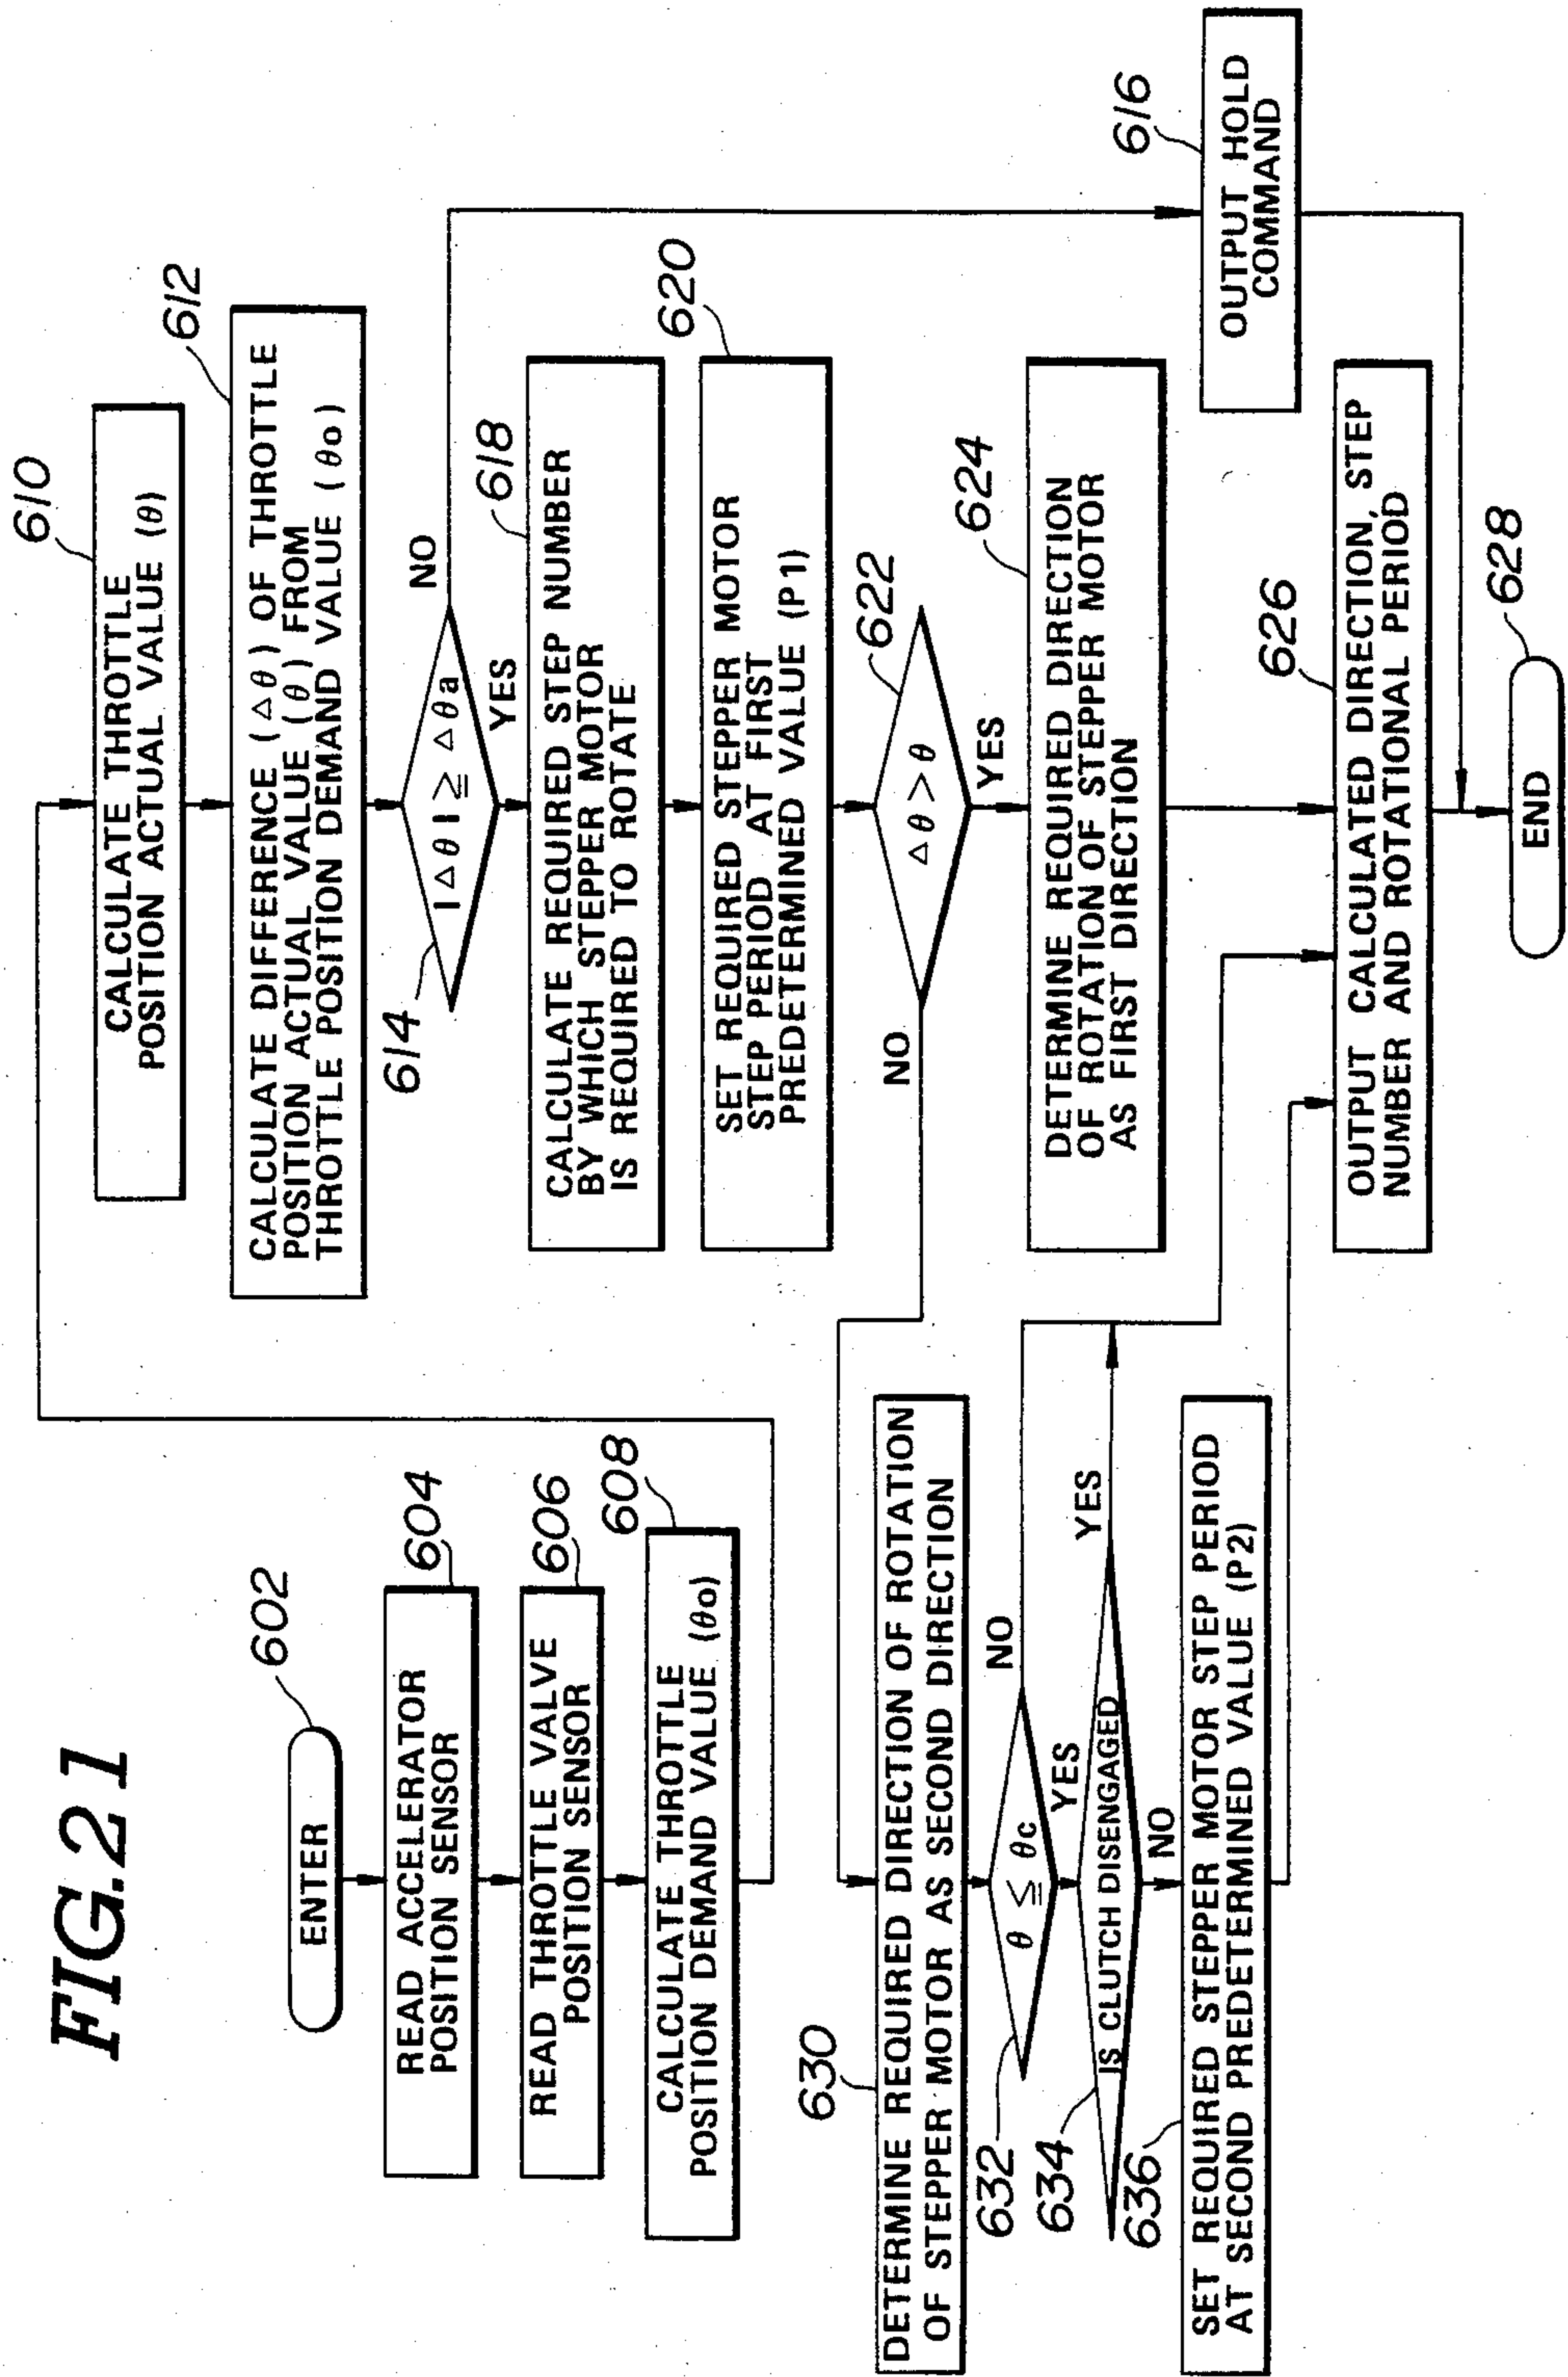 FIG.21
602
ENTER
604
READ ACCELERATOR
POSITION SENSOR
606
READ THROTTLE VALVE
POSITION SENSOR
608
CALCULATE THROTTLE
POSITION DEMAND VALUE (θo)
610
CALCULATE THROTTLE
POSITION ACTUAL VALUE (θ)
612
CALCULATE DIFFERENCE (△θ) OF THROTTLE
POSITION ACTUAL VALUE (θ) FROM
THROTTLE POSITION DEMAND VALUE (θo)
614
|△θ| ≧ △θa
NO
YES
616
OUTPUT HOLD
COMMAND
618
CALCULATE REQUIRED STEP NUMBER
BY WHICH STEPPER MOTOR
IS REQUIRED TO ROTATE
620
SET REQUIRED STEPPER MOTOR
STEP PERIOD AT FIRST
PREDETERMINED VALUE (P1)
622
△θ > θ
NO
YES
624
DETERMINE REQUIRED DIRECTION
OF ROTATION OF STEPPER MOTOR
AS FIRST DIRECTION
626
OUTPUT CALCULATED DIRECTION, STEP
NUMBER AND ROTATIONAL PERIOD
628
END
630
DETERMINE REQUIRED DIRECTION OF ROTATION
OF STEPPER MOTOR AS SECOND DIRECTION
632
θ ≦ θc
NO
YES
634
IS CLUTCH DISENGAGED
YES
NO
636
SET REQUIRED STEPPER MOTOR STEP PERIOD
AT SECOND PREDETERMINED VALUE (P2)